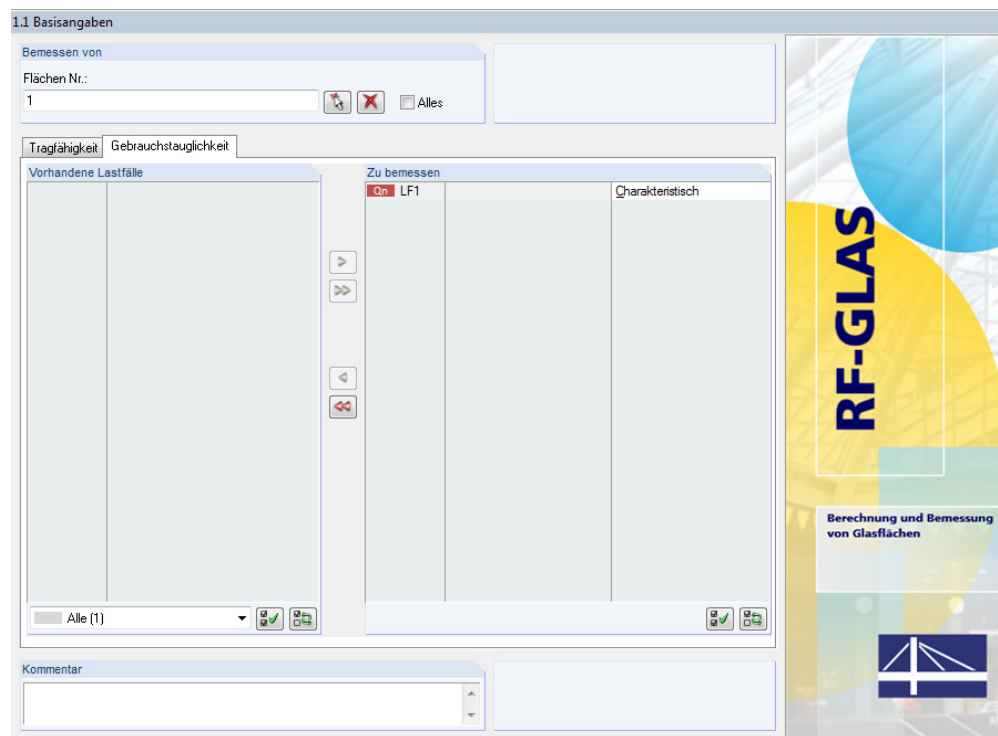 1.1 Basisangaben
Bemessen von
Flächen Nr.:
1
Alles
Tragfähigkeit
Gebrauchstauglichkeit
Vorhandene Lastfälle
Zu bemessen
Qn LF1 Charakteristisch
Alle (1)
Kommentar
RF-GLAS
Berechnung und Bemessung
von Glasflächen